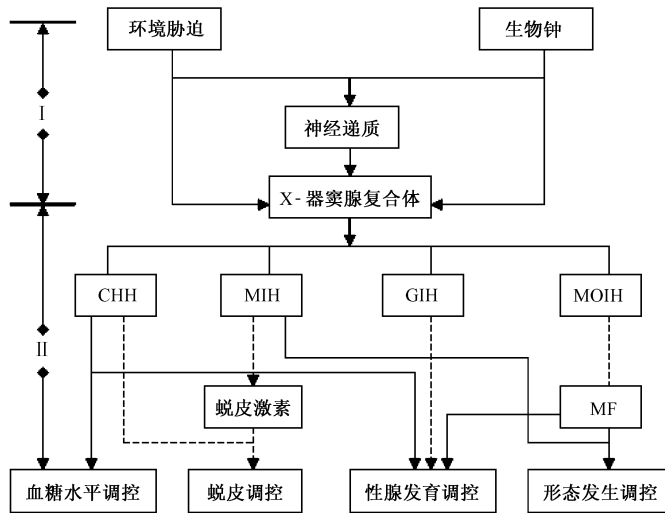 环境胁迫
生物钟
I
神经递质
X-器窦腺复合体
CHH
MIH
GIH
MOIH
II
蜕皮激素
MF
血糖水平调控
蜕皮调控
性腺发育调控
形态发生调控